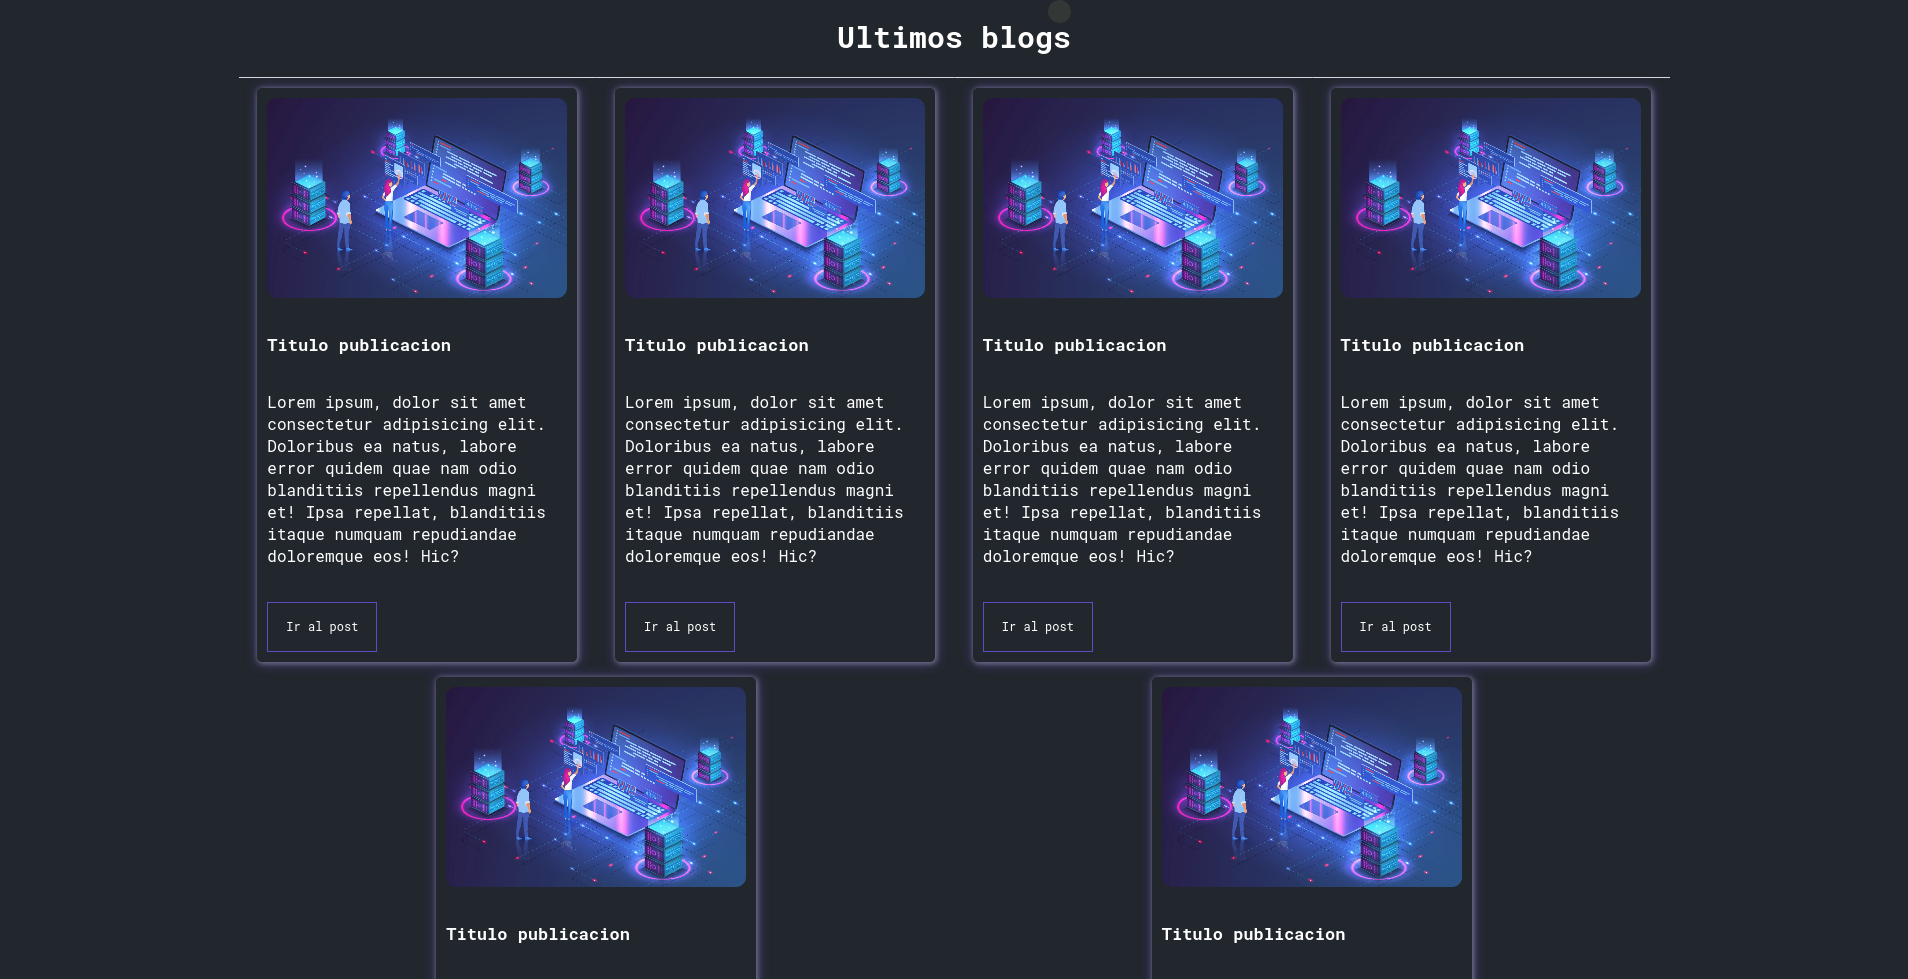 Ultimos blogs
Titulo publicacion
Lorem ipsum, dolor sit amet
consectetur adipisicing elit.
Doloribus ea natus, labore
error quidem quae nam odio
blanditiis repellendus magni
et! Ipsa repellat, blanditiis
itaque numquam repudiandae
doloremque eos! Hic?
Ir al post
Titulo publicacion
Lorem ipsum, dolor sit amet
consectetur adipisicing elit.
Doloribus ea natus, labore
error quidem quae nam odio
blanditiis repellendus magni
et! Ipsa repellat, blanditiis
itaque numquam repudiandae
doloremque eos! Hic?
Ir al post
Titulo publicacion
Lorem ipsum, dolor sit amet
consectetur adipisicing elit.
Doloribus ea natus, labore
error quidem quae nam odio
blanditiis repellendus magni
et! Ipsa repellat, blanditiis
itaque numquam repudiandae
doloremque eos! Hic?
Ir al post
Titulo publicacion
Lorem ipsum, dolor sit amet
consectetur adipisicing elit.
Doloribus ea natus, labore
error quidem quae nam odio
blanditiis repellendus magni
et! Ipsa repellat, blanditiis
itaque numquam repudiandae
doloremque eos! Hic?
Ir al post
Titulo publicacion
Titulo publicacion